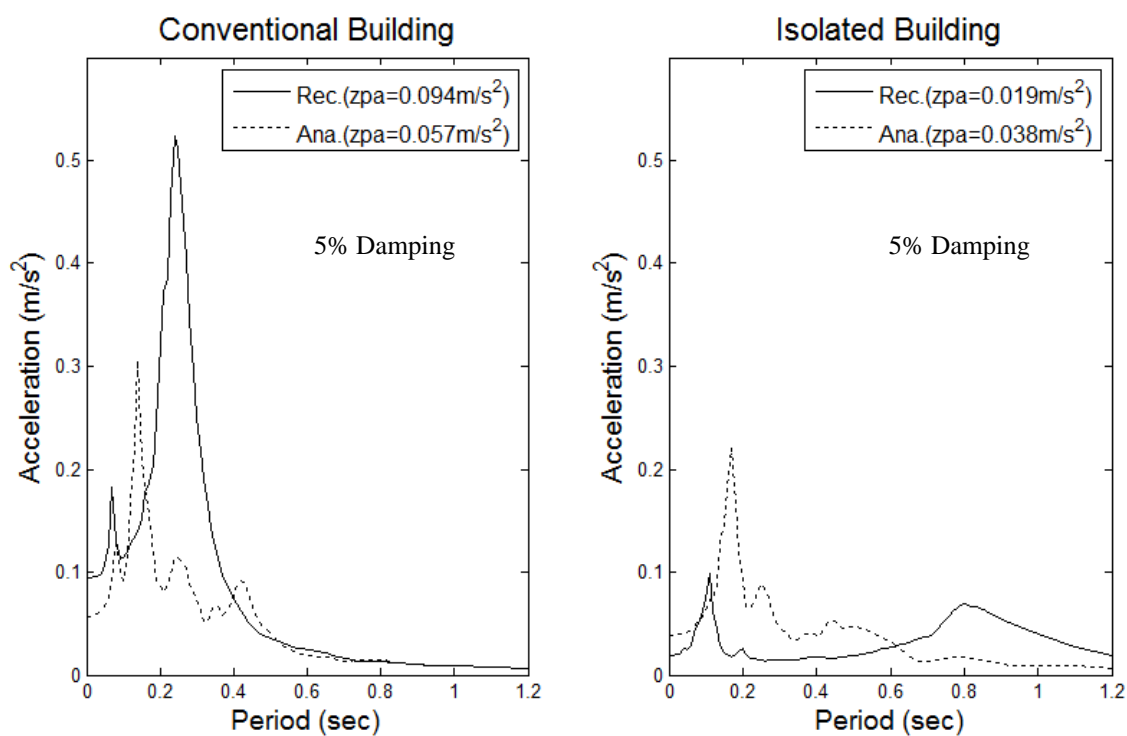 Conventional Building
Rec.(zpa=0.094m/s²)
Ana.(zpa=0.057m/s²)
5% Damping
Acceleration (m/s²)
0.5
0.4
0.3
0.2
0.1
0
0 0.2 0.4 0.6 0.8 1 1.2
Period (sec)
Isolated Building
Rec.(zpa=0.019m/s²)
Ana.(zpa=0.038m/s²)
5% Damping
Acceleration (m/s²)
0.5
0.4
0.3
0.2
0.1
0
0 0.2 0.4 0.6 0.8 1 1.2
Period (sec)